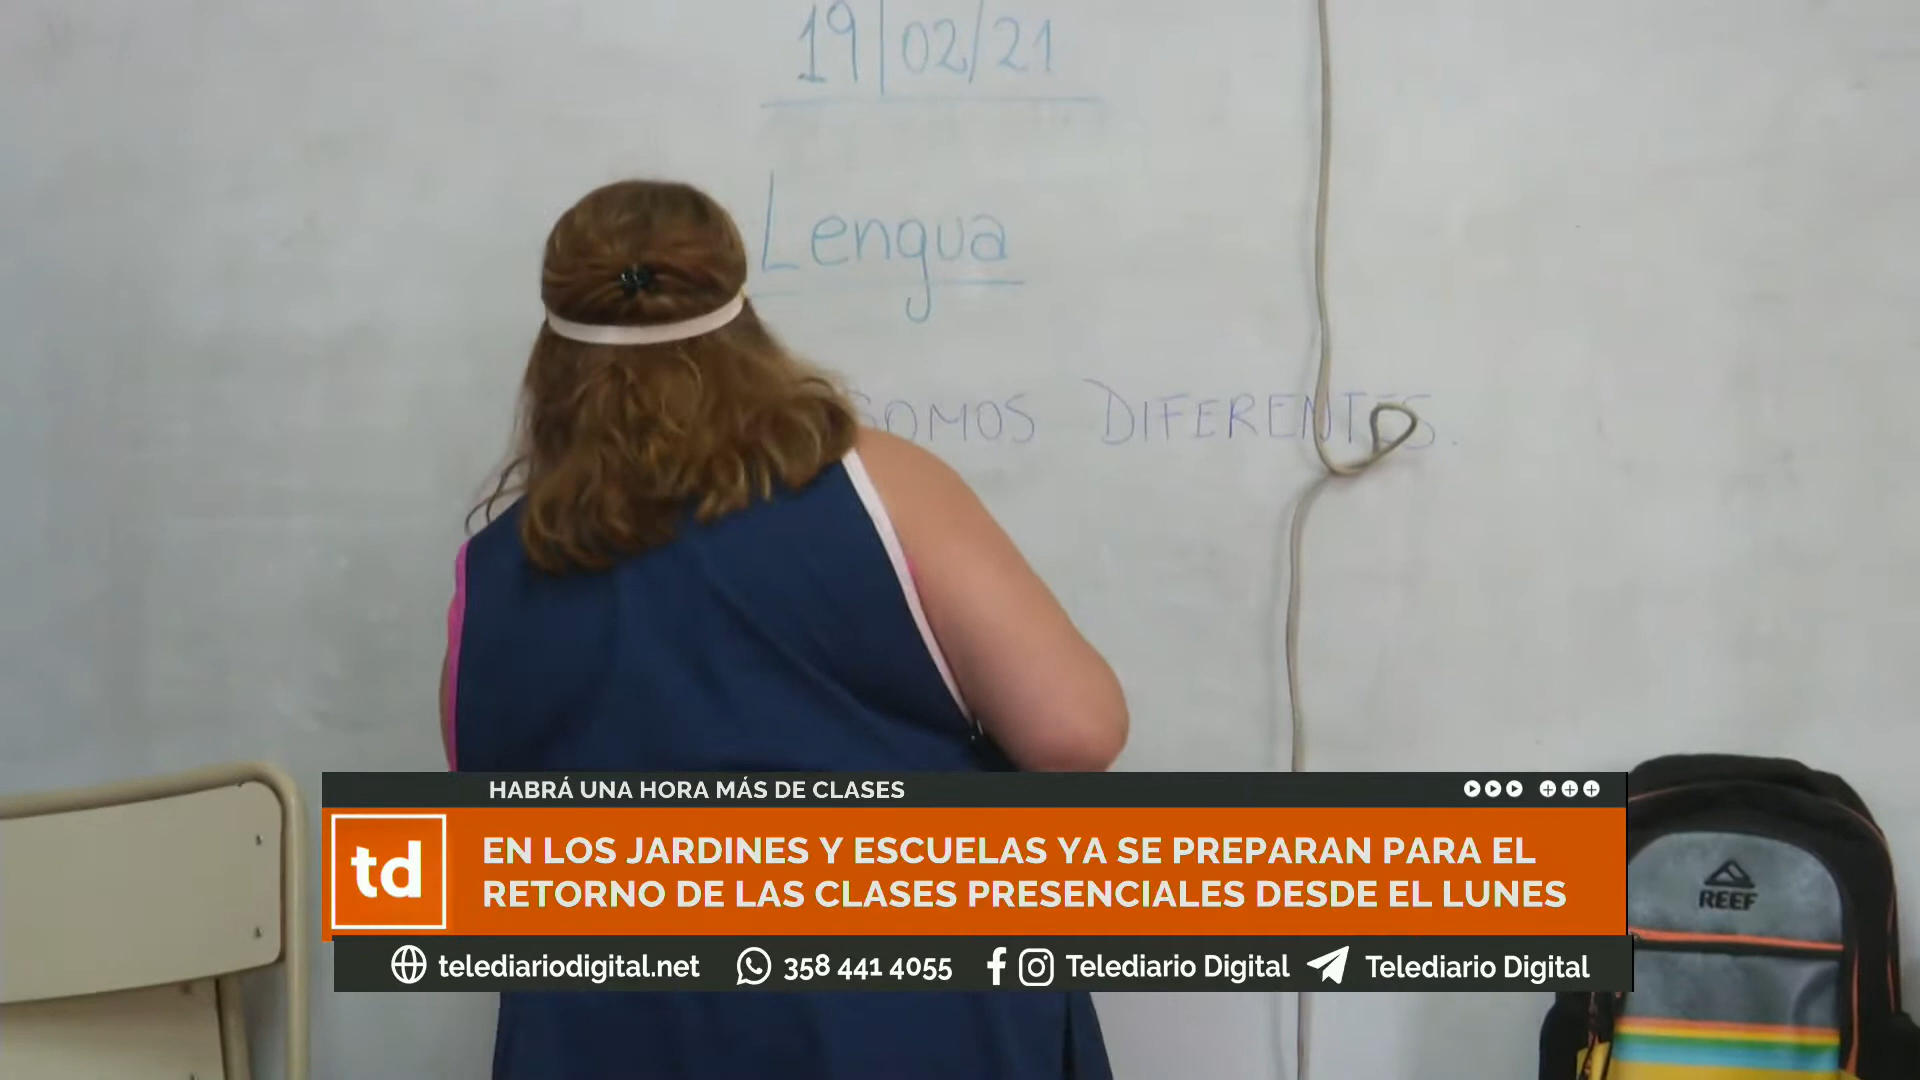 19/02/21
Lengua
SOMOS DIFERENTES.
HABRÁ UNA HORA MÁS DE CLASES
td
EN LOS JARDINES Y ESCUELAS YA SE PREPARAN PARA EL
RETORNO DE LAS CLASES PRESENCIALES DESDE EL LUNES
REEF
telediariodigital.net 358 441 4055 Telediario Digital Telediario Digital